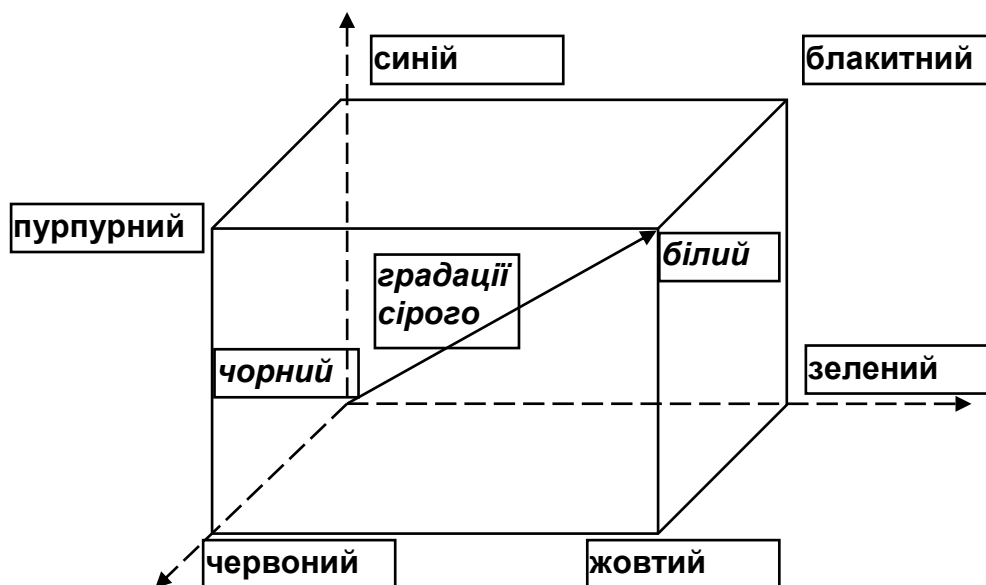 синій
блакитний
пурпурний
білий
градації
сірого
чорний
зелений
червоний
жовтий